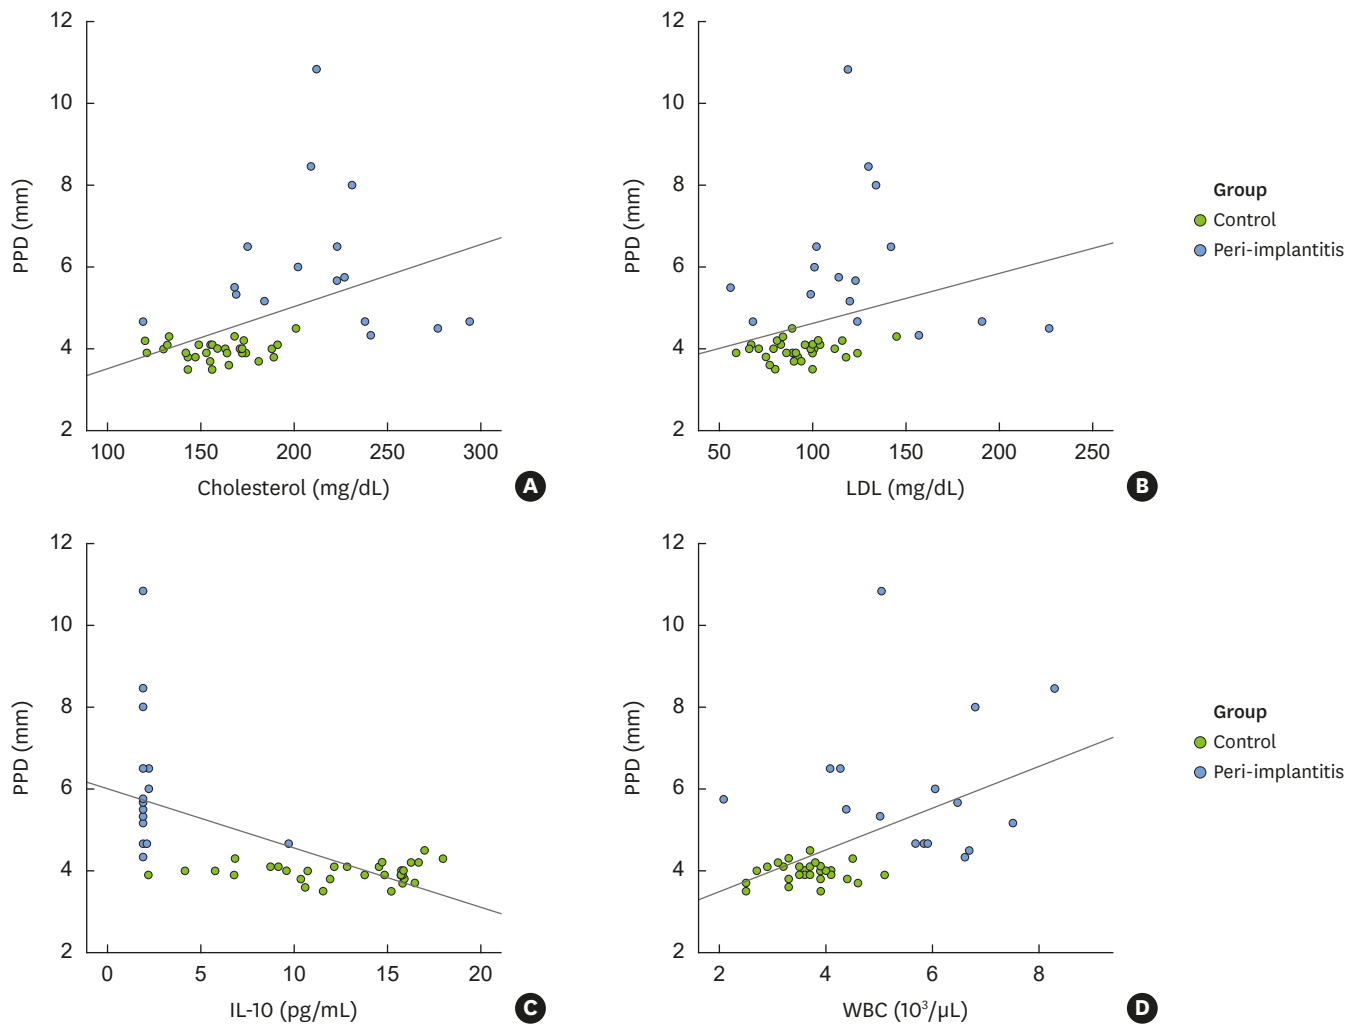 12
10
8
6
4
2
PPD (mm)
100 150 200 250 300
Cholesterol (mg/dL)
A
12
10
8
6
4
2
PPD (mm)
50 100 150 200 250
LDL (mg/dL)
B
Group
Control
Peri-implantitis
12
10
8
6
4
2
PPD (mm)
0 5 10 15 20
IL-10 (pg/mL)
C
12
10
8
6
4
2
PPD (mm)
2 4 6 8
WBC (10³/µL)
D
Group
Control
Peri-implantitis